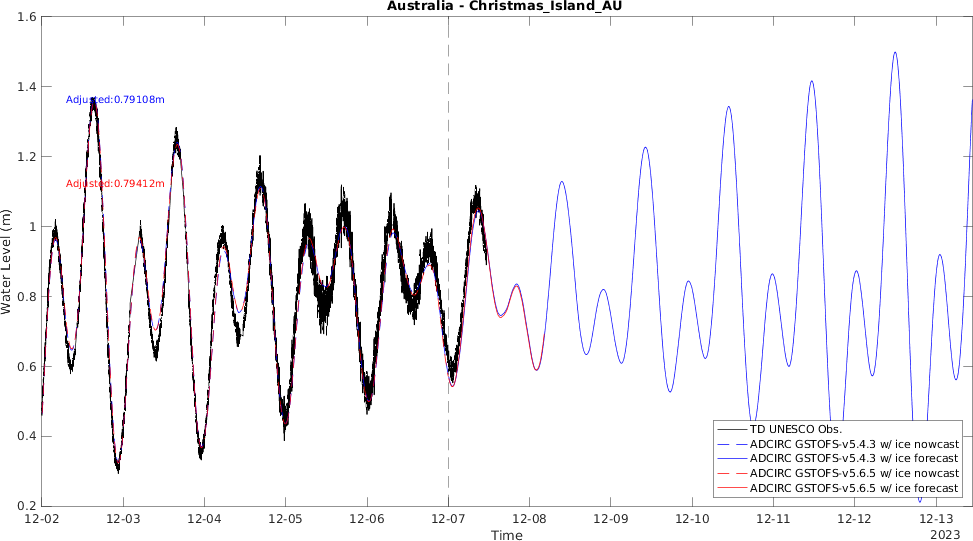 Australia - Christmas_Island_AU
1.6
1.4
1.2
1
0.8
0.6
0.4
0.2
Water Level (m)
Adjusted:0.79108m
Adjusted:0.79412m
TD UNESCO Obs.
ADCIRC GSTOFS-v5.4.3 w/ ice nowcast
ADCIRC GSTOFS-v5.4.3 w/ ice forecast
ADCIRC GSTOFS-v5.6.5 w/ ice nowcast
ADCIRC GSTOFS-v5.6.5 w/ ice forecast
12-02 12-03 12-04 12-05 12-06 12-07 12-08 12-09 12-10 12-11 12-12 12-13
Time
2023